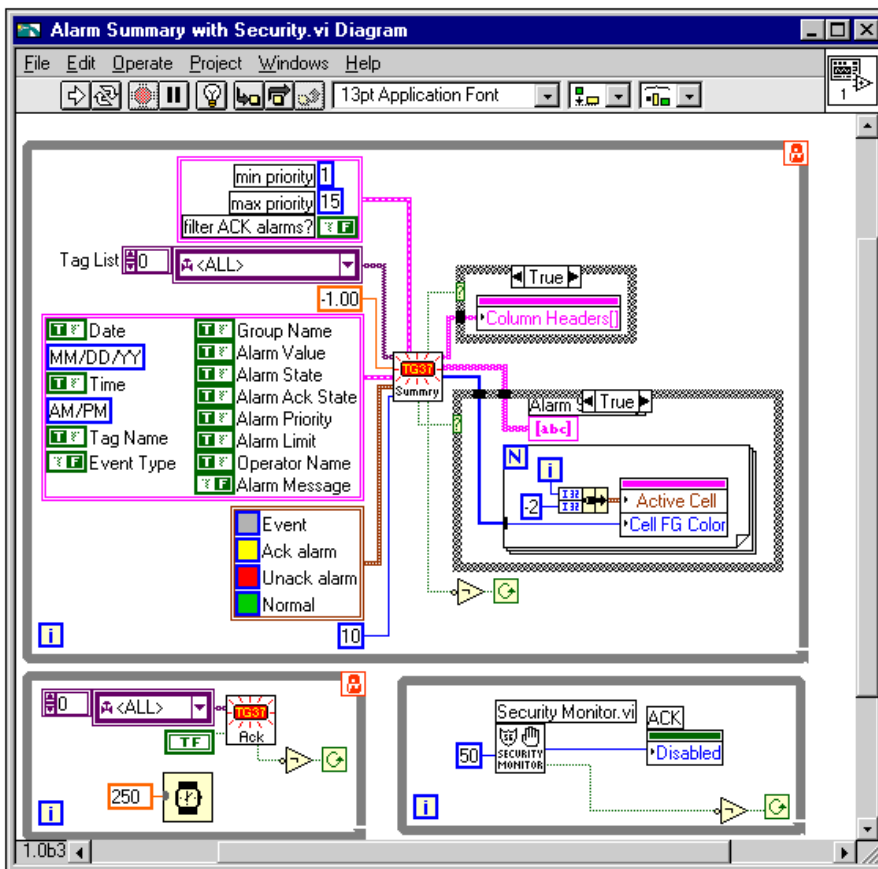 Alarm Summary with Security.vi Diagram
File Edit Operate Project Windows Help
13pt Application Font
1
min priority 1
max priority 15
filter ACK alarms? F
Tag List 0 <ALL>
-1.00
True
Column Headers[]
T Date
MM/DD/YY
T Time
AM/PM
T Tag Name
F Event Type
T Group Name
T Alarm Value
T Alarm State
T Alarm Ack State
T Alarm Priority
T Alarm Limit
T Operator Name
F Alarm Message
TG37
Summry
?
?
True
[abc]
N
i
-2
I32
I32
Active Cell
Cell FG Color
Event
Ack alarm
Unack alarm
Normal
10
i
0 <ALL>
TG37
Ack
TF
250
i
Security Monitor.vi
50
SECURITY
MONITOR
ACK
Disabled
i
1.0b3